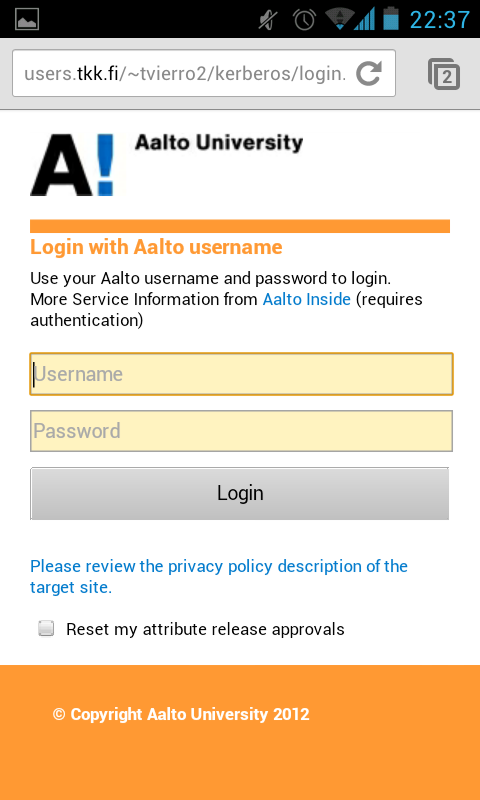 22:37
users.tkk.fi/~tvierro2/kerberos/login.
2
A! Aalto University
Login with Aalto username
Use your Aalto username and password to login.
More Service Information from Aalto Inside (requires
authentication)
Username
Password
Login
Please review the privacy policy description of the
target site.
Reset my attribute release approvals
© Copyright Aalto University 2012